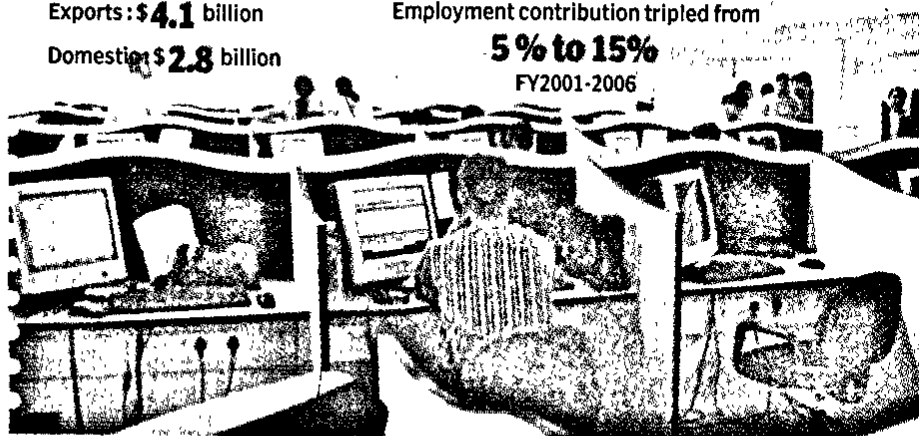 Exports: $4.1 billion
Domestic $2.8 billion
Employment contribution tripled from
5% to 15%
FY2001-2006